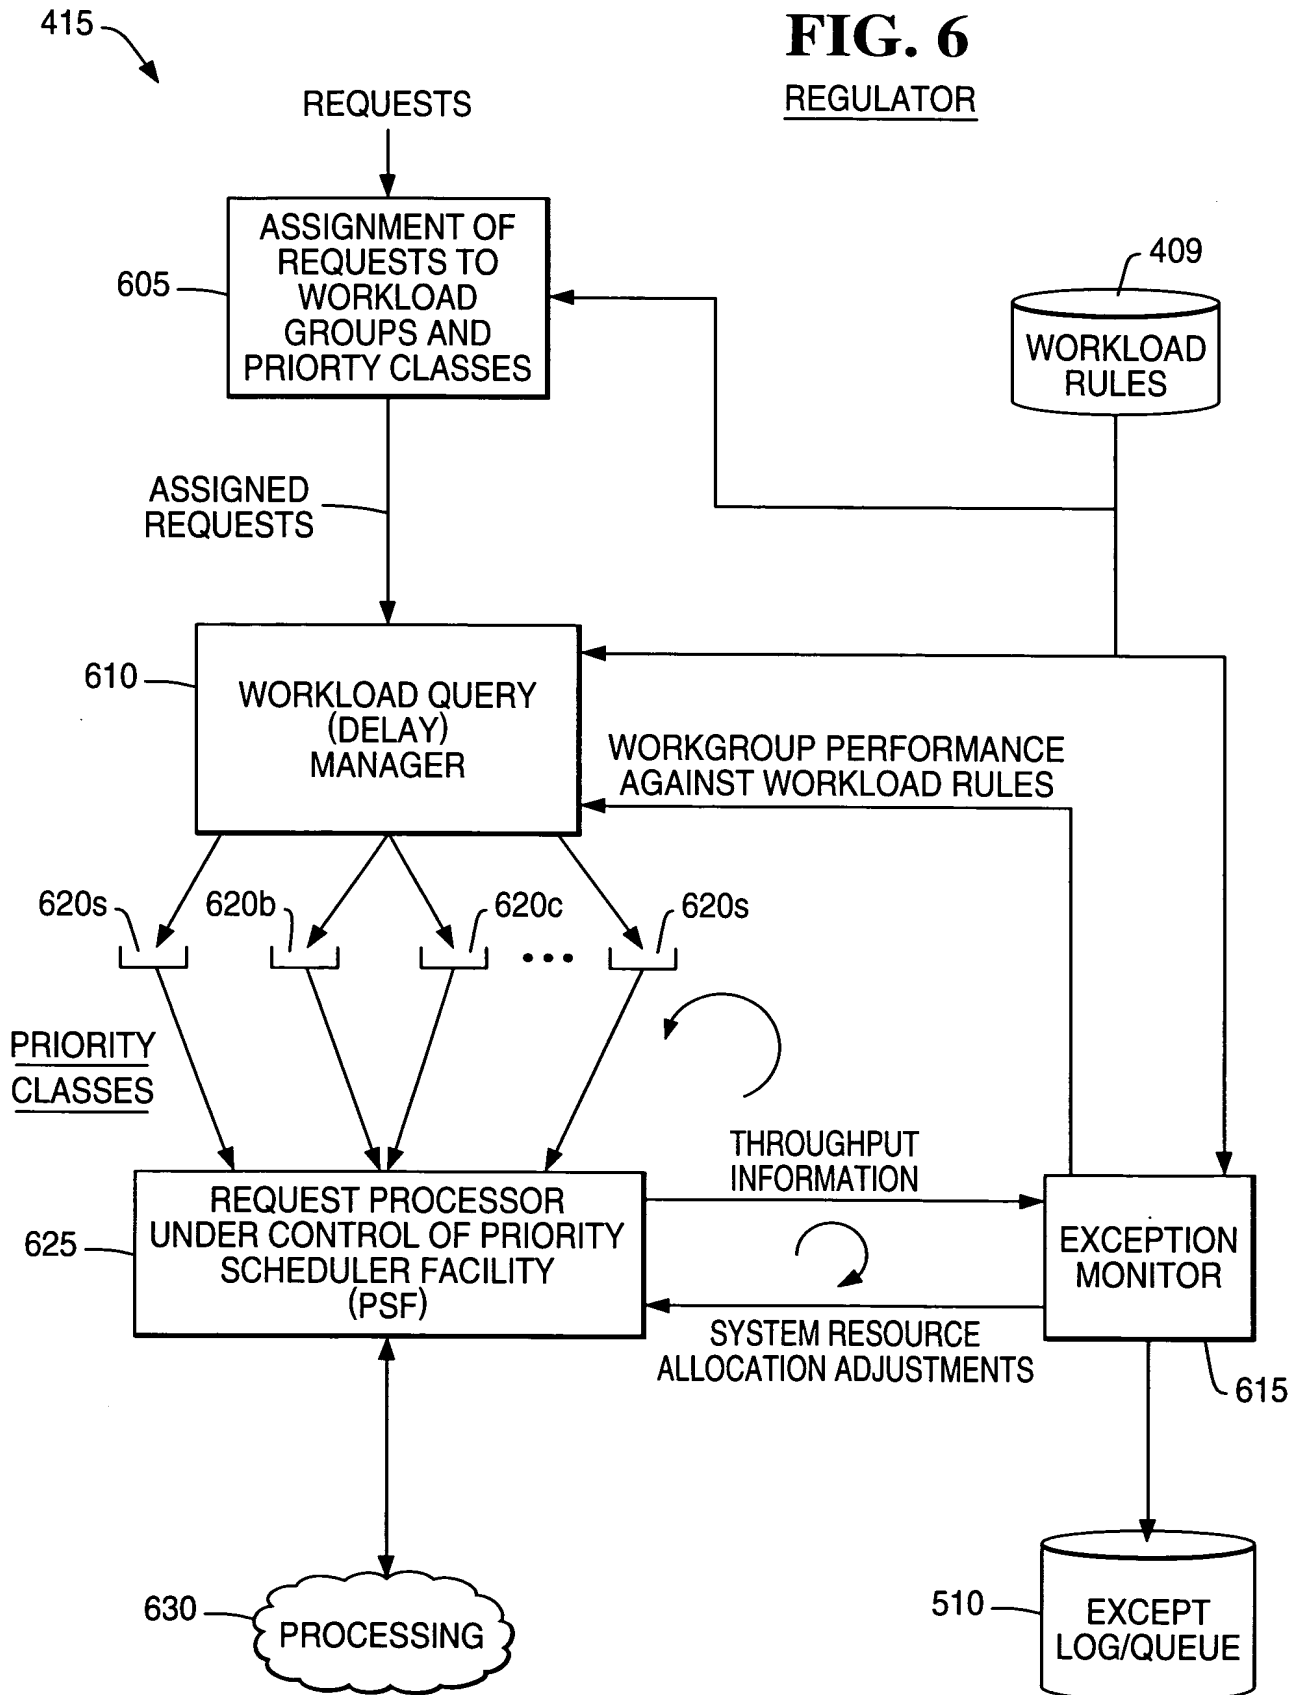 415
FIG. 6
REGULATOR
REQUESTS
ASSIGNMENT OF
REQUESTS TO
WORKLOAD
GROUPS AND
PRIORTY CLASSES
605
409
WORKLOAD
RULES
ASSIGNED
REQUESTS
610
WORKLOAD QUERY
(DELAY)
MANAGER
WORKGROUP PERFORMANCE
AGAINST WORKLOAD RULES
620s
620b
620c
•••
620s
PRIORITY
CLASSES
THROUGHPUT
INFORMATION
625
REQUEST PROCESSOR
UNDER CONTROL OF PRIORITY
SCHEDULER FACILITY
(PSF)
EXCEPTION
MONITOR
SYSTEM RESOURCE
ALLOCATION ADJUSTMENTS
615
630
PROCESSING
510
EXCEPT
LOG/QUEUE